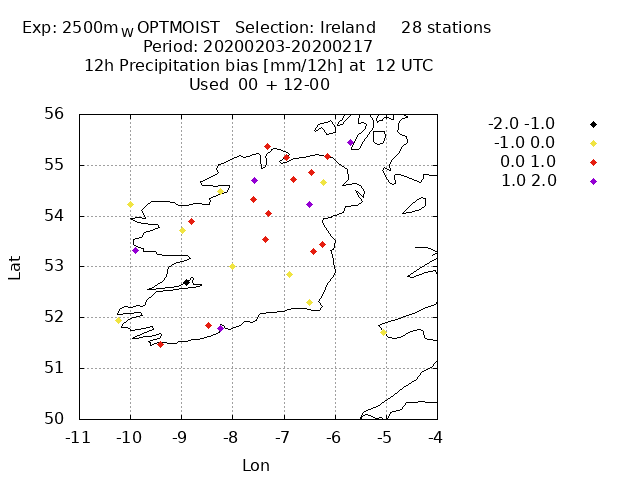 Exp: 2500m W OPTMOIST Selection: Ireland 28 stations
Period: 20200203-20200217
12h Precipitation bias [mm/12h] at 12 UTC
Used 00 + 12-00
-2.0 -1.0
-1.0 0.0
0.0 1.0
1.0 2.0
56
55
54
53
52
51
50
Lat
-11 -10 -9 -8 -7 -6 -5 -4
Lon